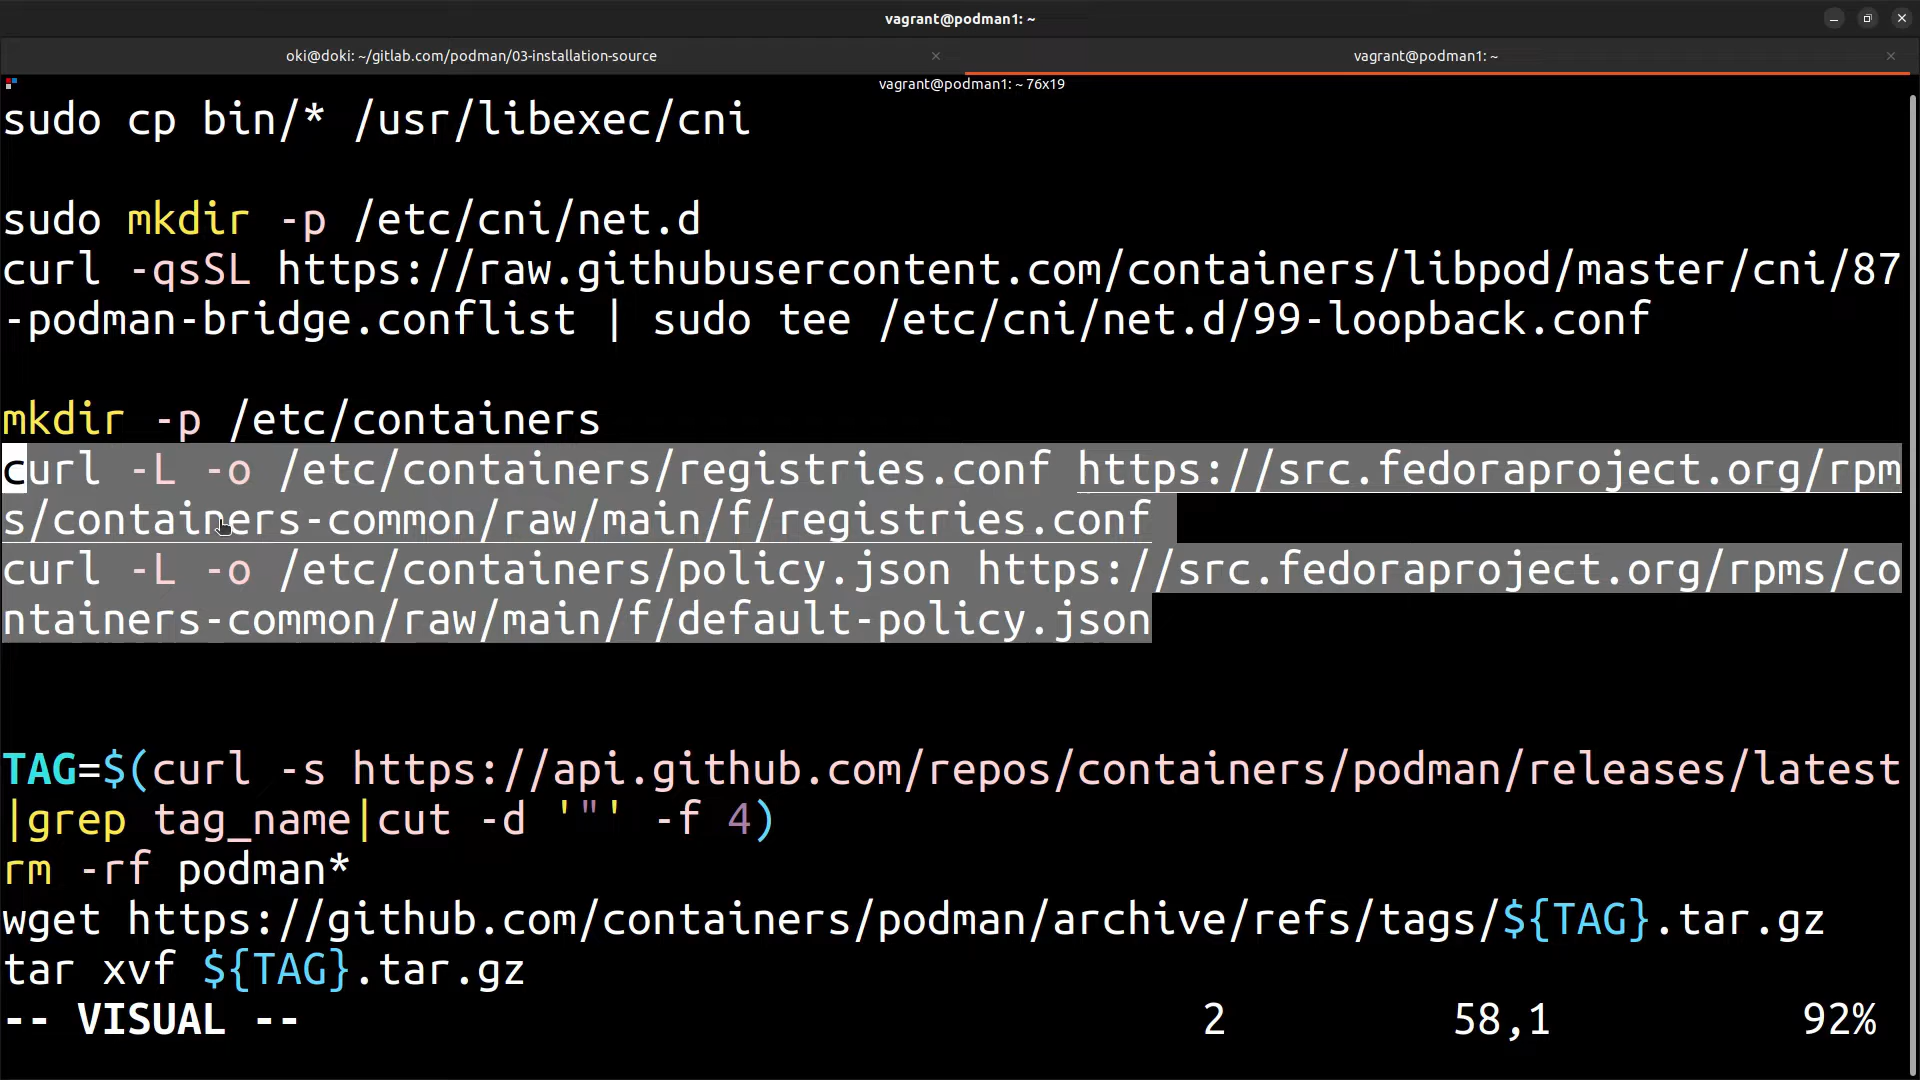 vagrant@podman1: ~
oki@doki: ~/gitlab.com/podman/03-installation-source
vagrant@podman1: ~
vagrant@podman1: ~ 76x19
sudo cp bin/* /usr/libexec/cni
sudo mkdir -p /etc/cni/net.d
curl -qsSL https://raw.githubusercontent.com/containers/libpod/master/cni/87
-podman-bridge.conflist | sudo tee /etc/cni/net.d/99-loopback.conf
mkdir -p /etc/containers
curl -L -o /etc/containers/registries.conf https://src.fedoraproject.org/rpm
s/containers-common/raw/main/f/registries.conf
curl -L -o /etc/containers/policy.json https://src.fedoraproject.org/rpms/co
ntainers-common/raw/main/f/default-policy.json
TAG=$(curl -s https://api.github.com/repos/containers/podman/releases/latest
|grep tag_name|cut -d '"' -f 4)
rm -rf podman*
wget https://github.com/containers/podman/archive/refs/tags/${TAG}.tar.gz
tar xvf ${TAG}.tar.gz
-- VISUAL -- 2 58,1 92%